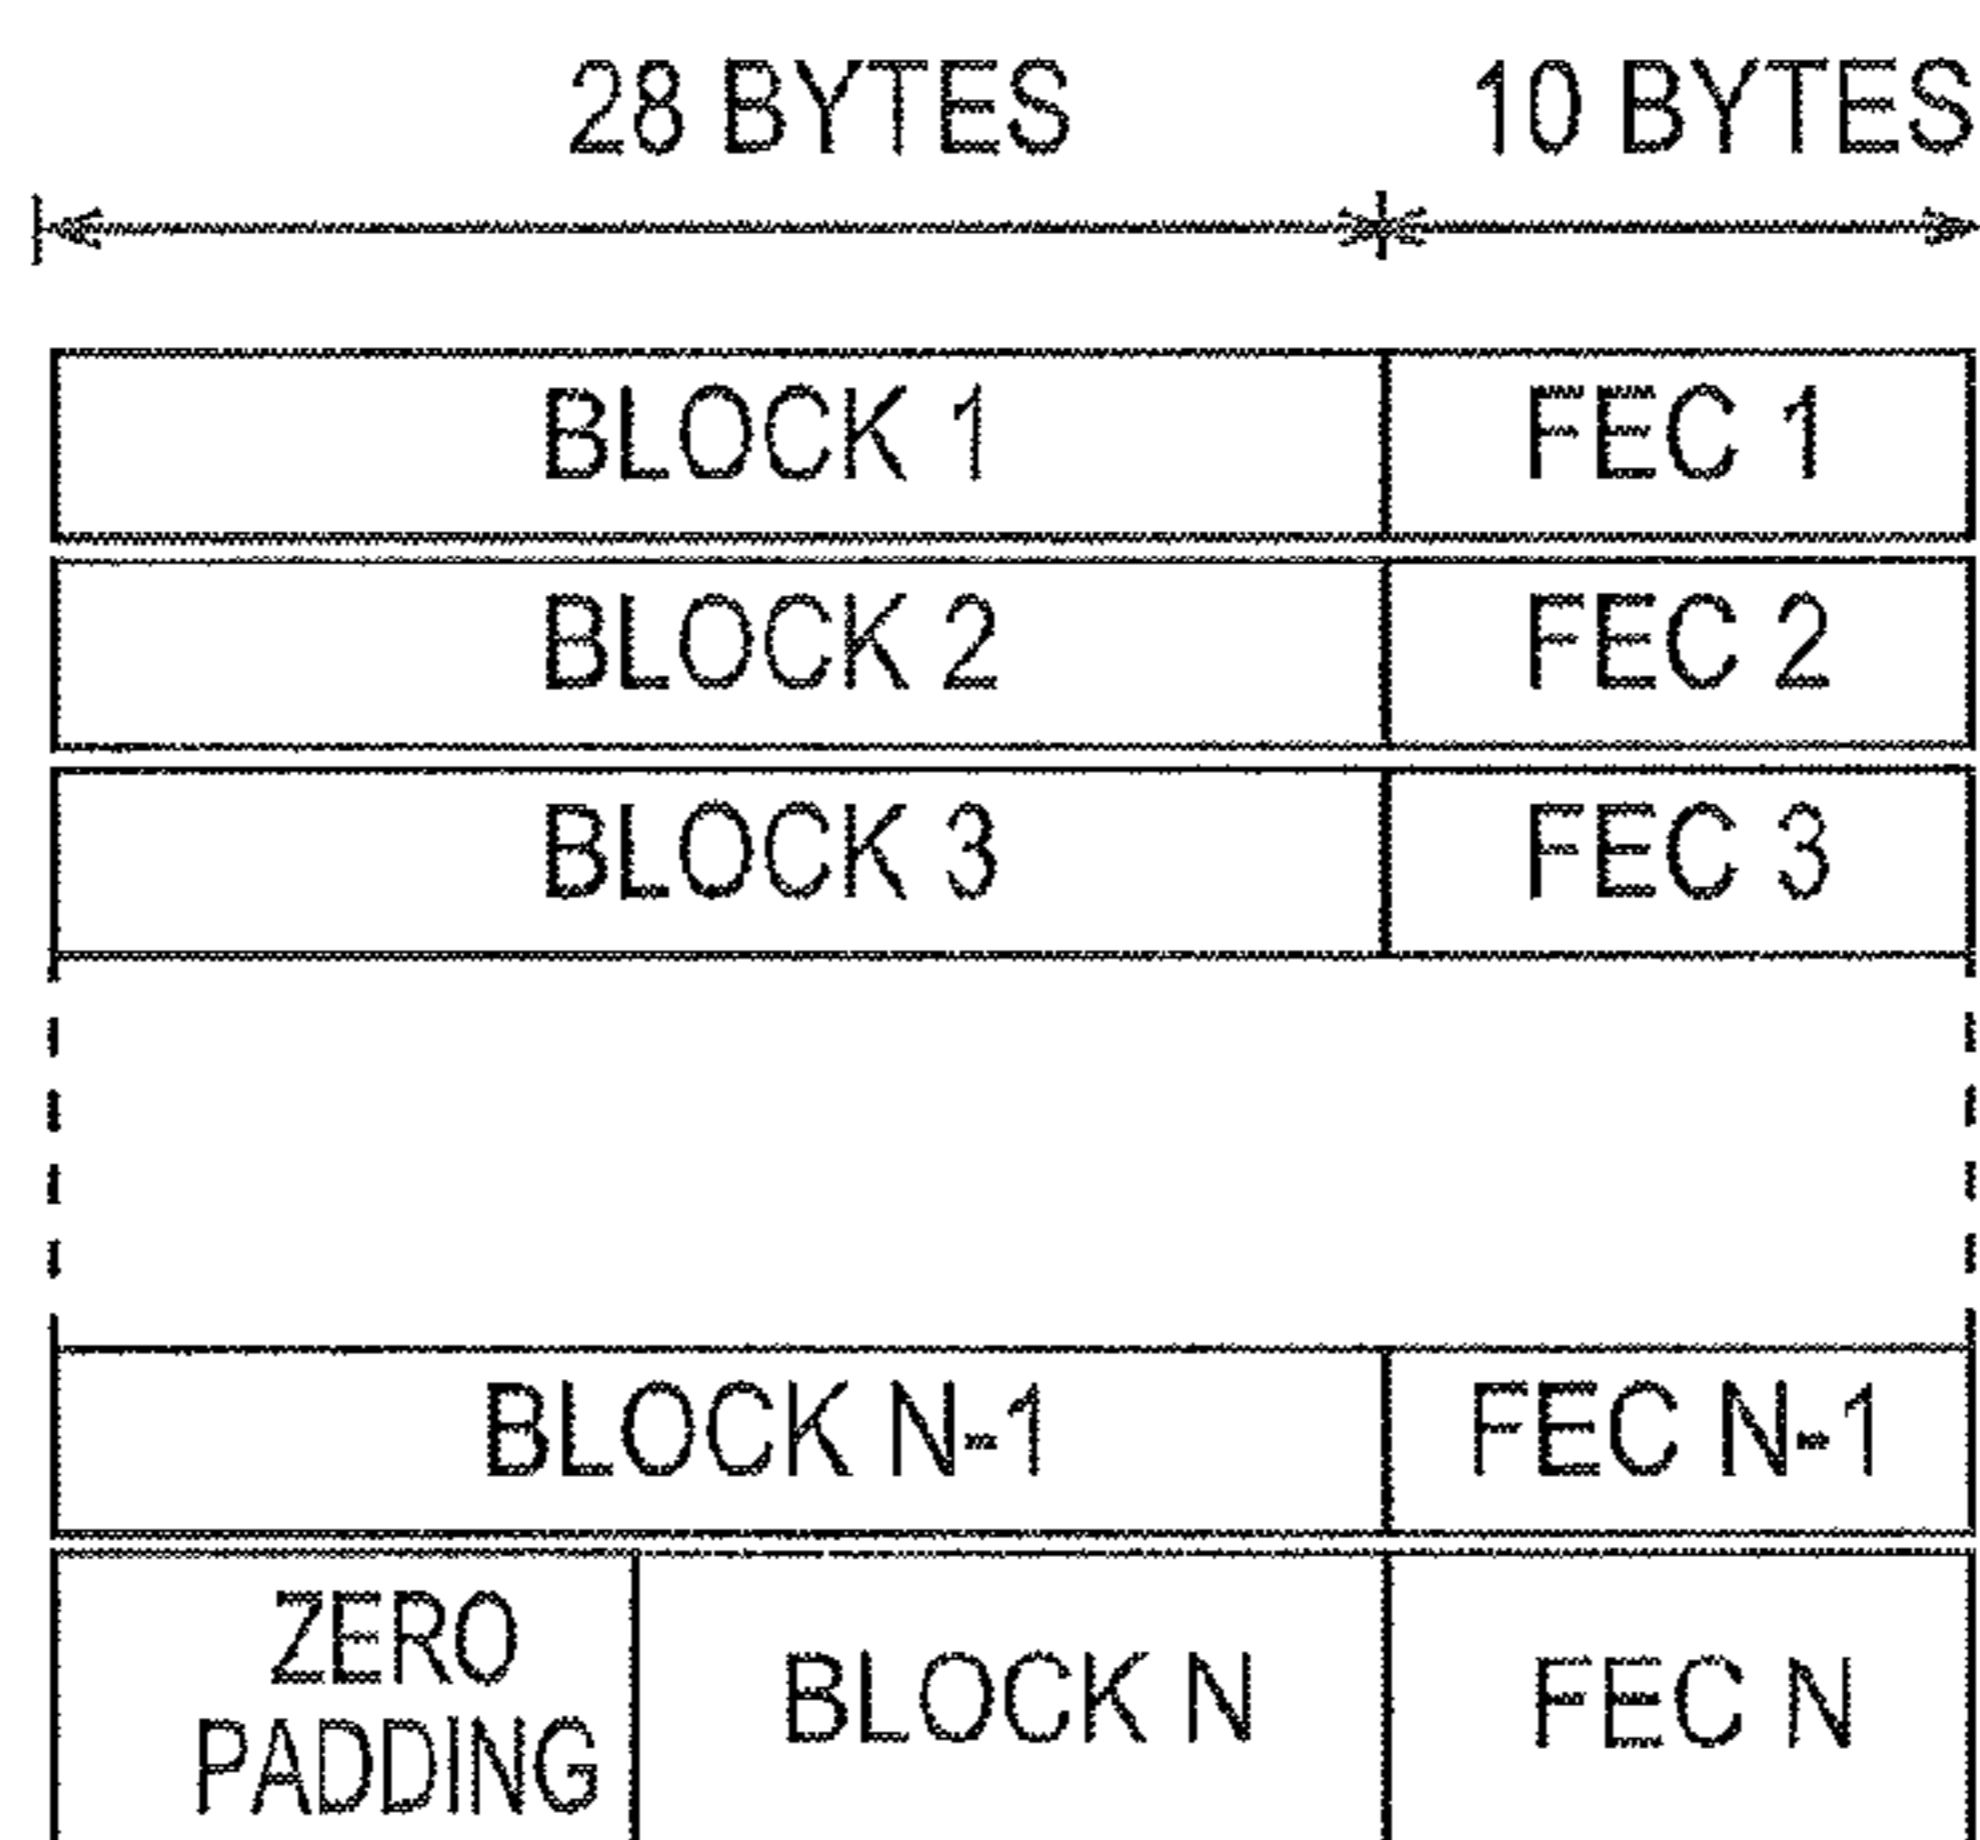 28 BYTES 10 BYTES
BLOCK 1 FEC 1
BLOCK 2 FEC 2
BLOCK 3 FEC 3
BLOCK N-1 FEC N-1
ZERO
PADDING
BLOCK N FEC N